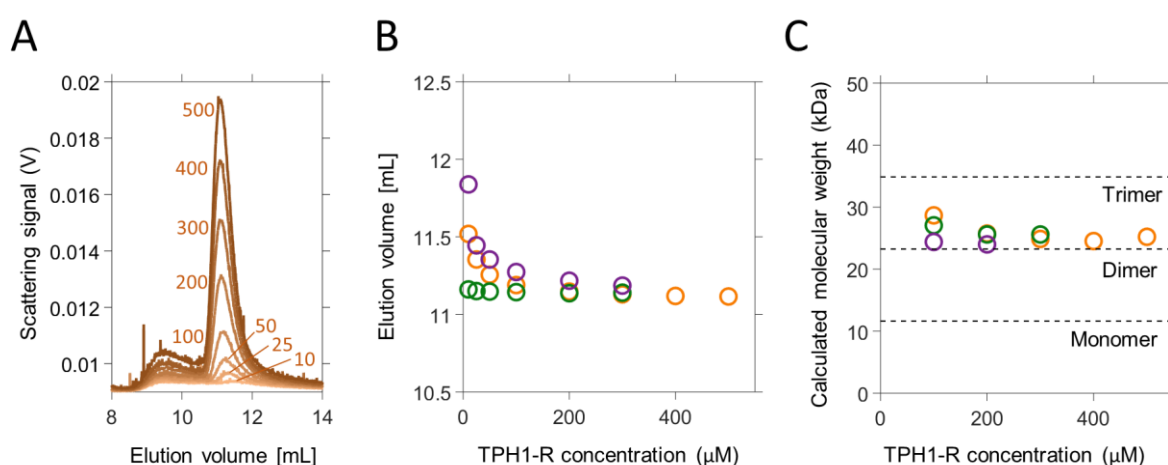 A
Scattering signal (V)
0.02
0.018
0.016
0.014
0.012
0.01
500
400
300
200
100
50
25
10
8
10
12
14
Elution volume [mL]
B
Elution volume [mL]
12.5
12
11.5
11
10.5
0
200
400
TPH1-R concentration (μM)
C
Calculated molecular weight (kDa)
50
40
30
20
10
0
Trimer
Dimer
Monomer
0
200
400
TPH1-R concentration (μM)